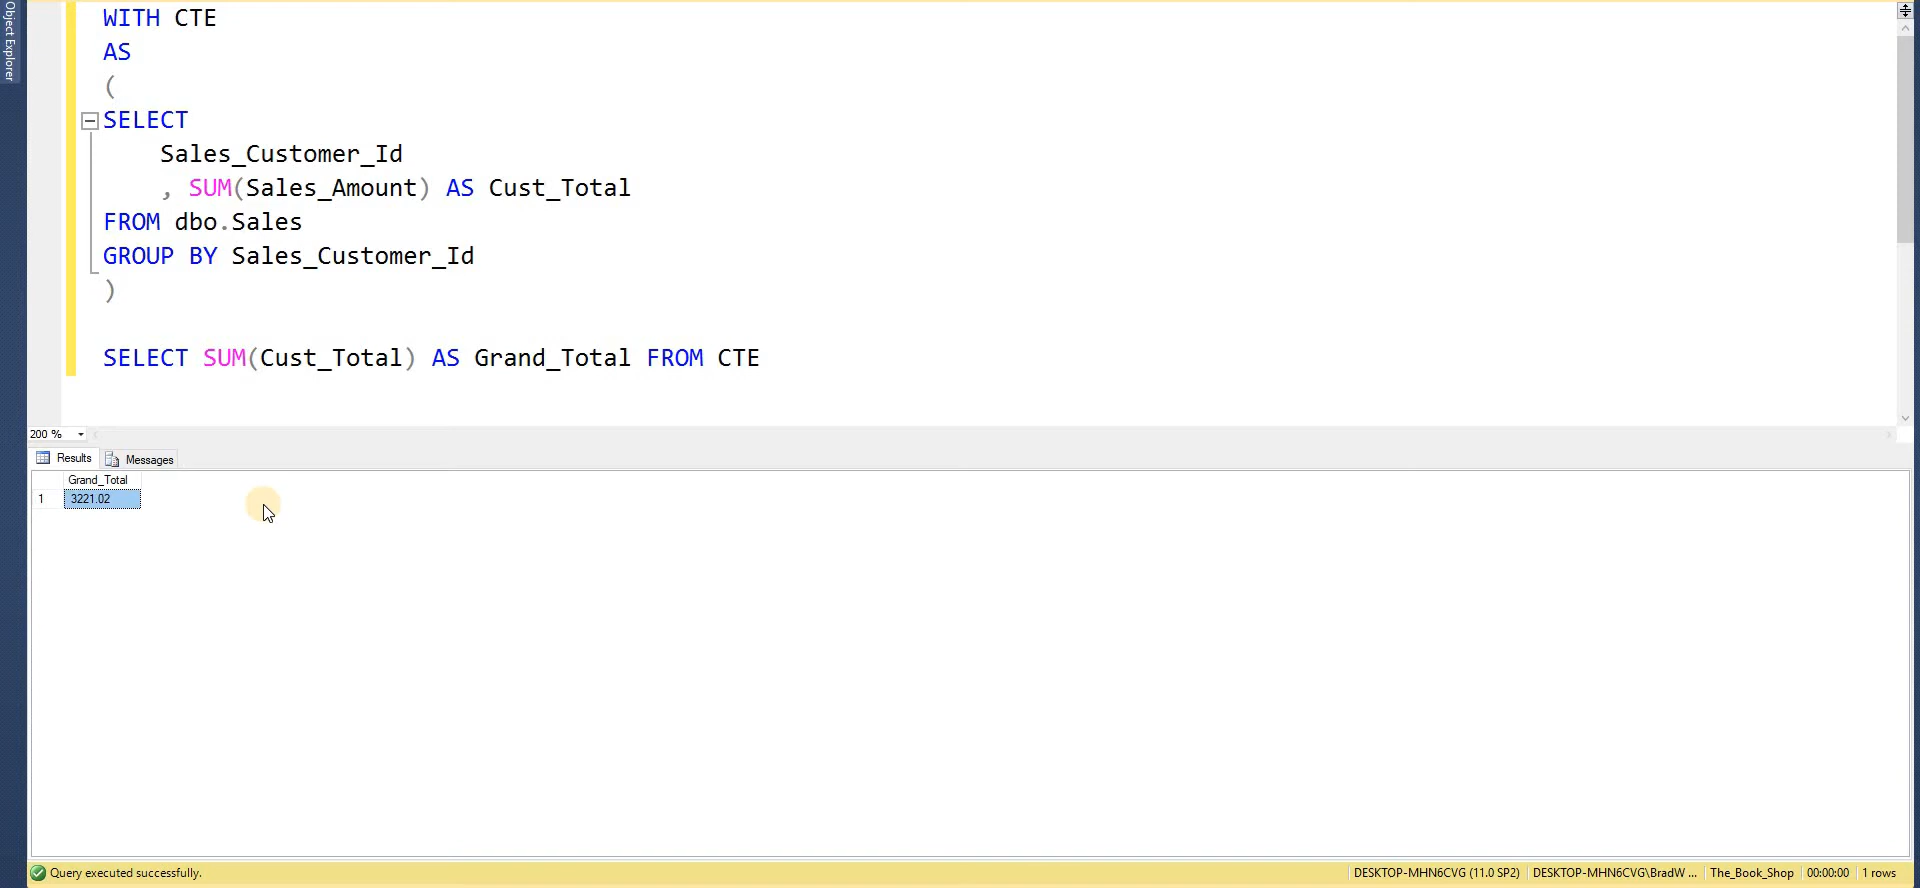 Object Explorer
WITH CTE
AS
(
SELECT
Sales_Customer_Id
, SUM(Sales_Amount) AS Cust_Total
FROM dbo.Sales
GROUP BY Sales_Customer_Id
)
SELECT SUM(Cust_Total) AS Grand_Total FROM CTE
200 %
Results Messages
Grand_Total
1 3221.02
Query executed successfully. DESKTOP-MHN6CVG (11.0 SP2) DESKTOP-MHN6CVG\BradW ... The_Book_Shop 00:00:00 1 rows